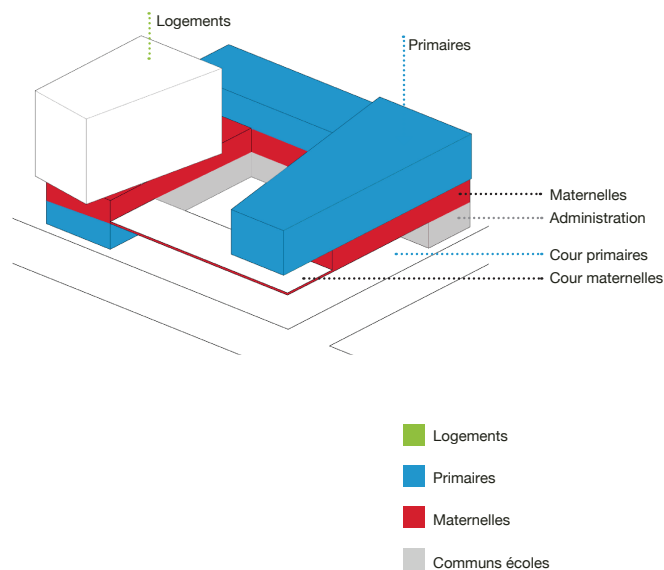 Logements
Primaires
Maternelles
Administration
Cour primaires
Cour maternelles
Logements
Primaires
Maternelles
Communs écoles